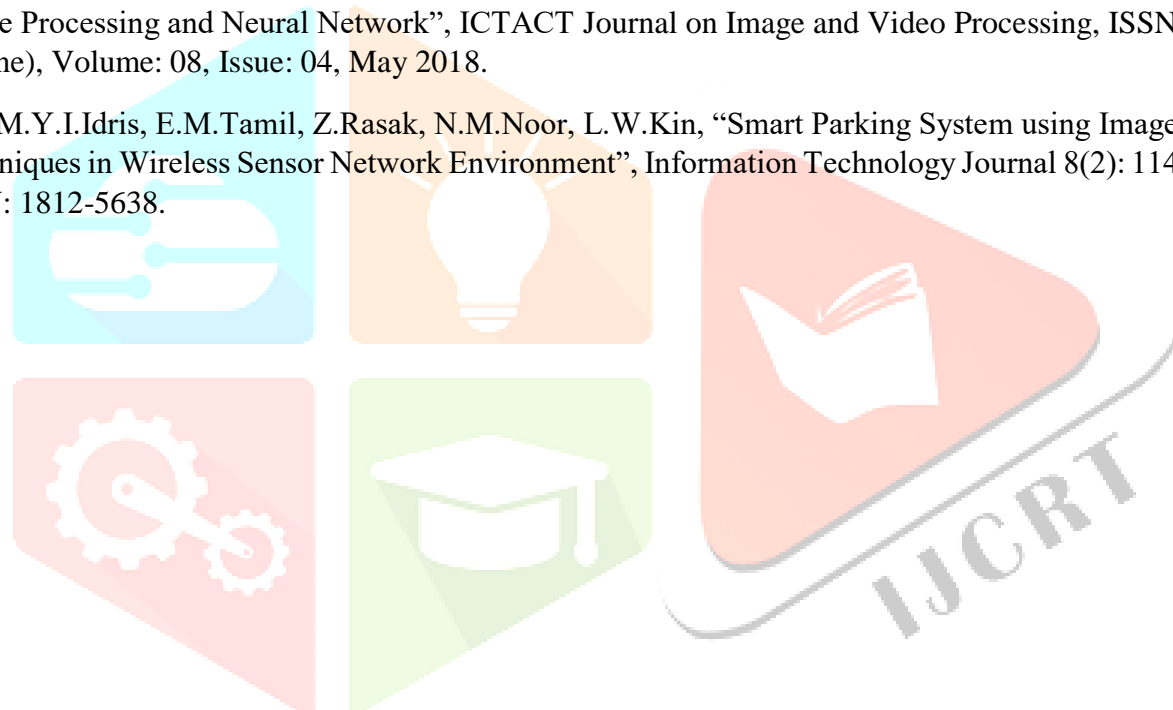 e Processing and Neural Network”, ICTACT Journal on Image and Video Processing, ISSN
ne), Volume: 08, Issue: 04, May 2018.
M.Y.I.Idris, E.M.Tamil, Z.Rasak, N.M.Noor, L.W.Kin, “Smart Parking System using Image
niques in Wireless Sensor Network Environment”, Information Technology Journal 8(2): 114
: 1812-5638.
IJCRT